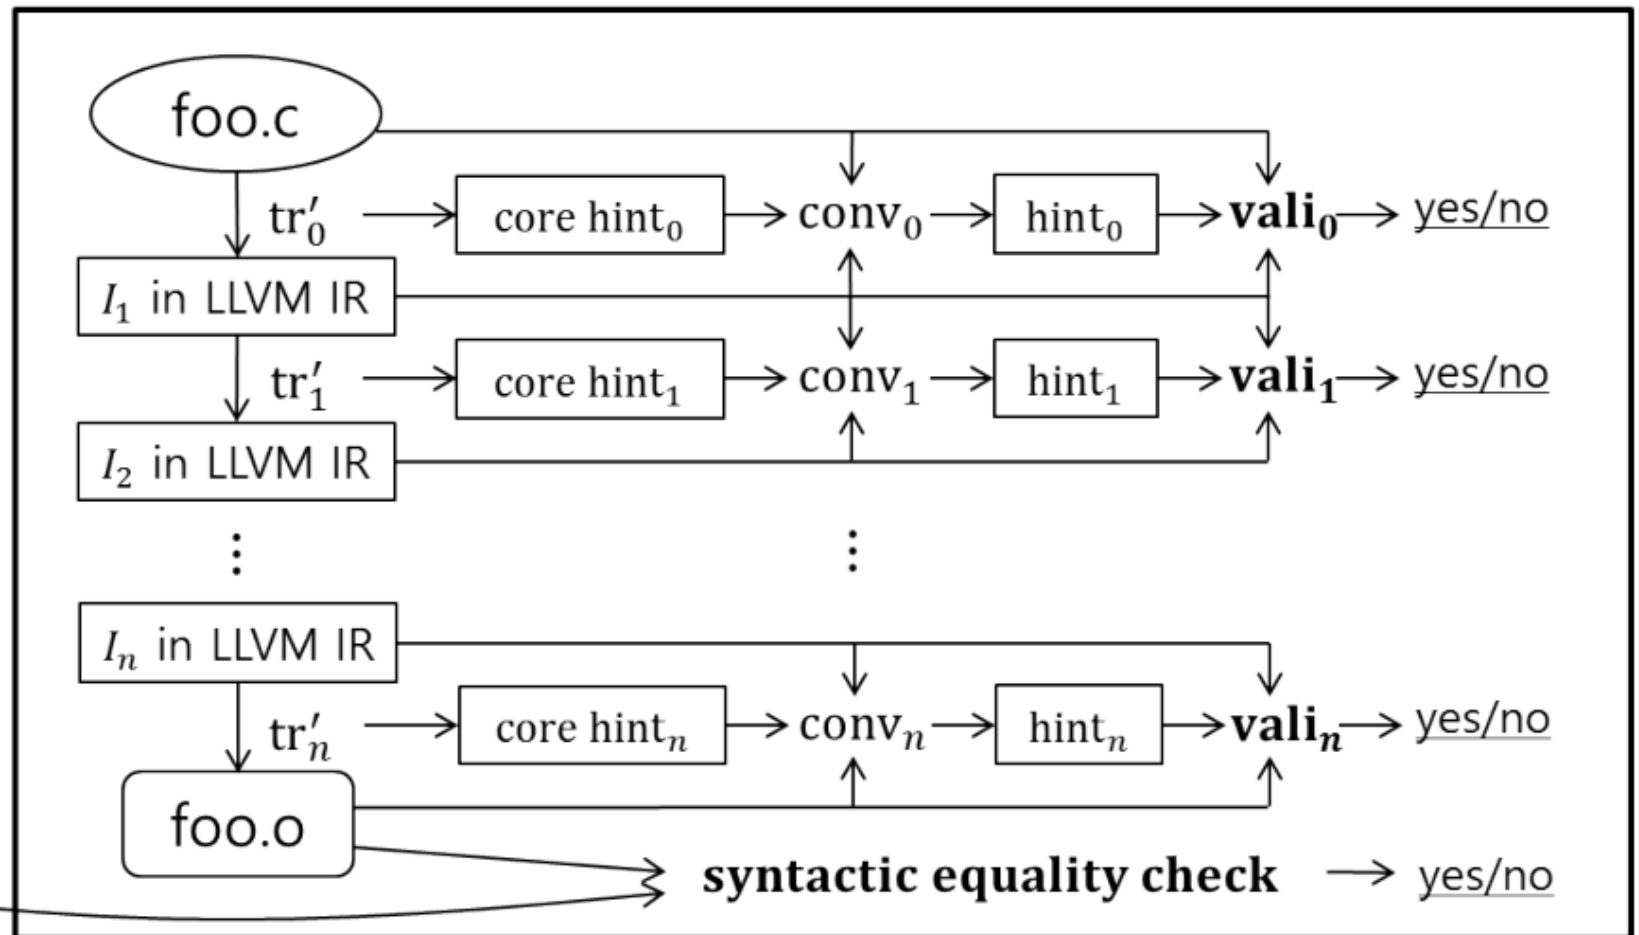 foo.c
tr′₀ core hint₀ conv₀ hint₀ vali₀ yes/no
I₁ in LLVM IR
tr′₁ core hint₁ conv₁ hint₁ vali₁ yes/no
I₂ in LLVM IR
⋮ ⋮
Iₙ in LLVM IR
tr′ₙ core hintₙ convₙ hintₙ valiₙ yes/no
foo.o
syntactic equality check yes/no